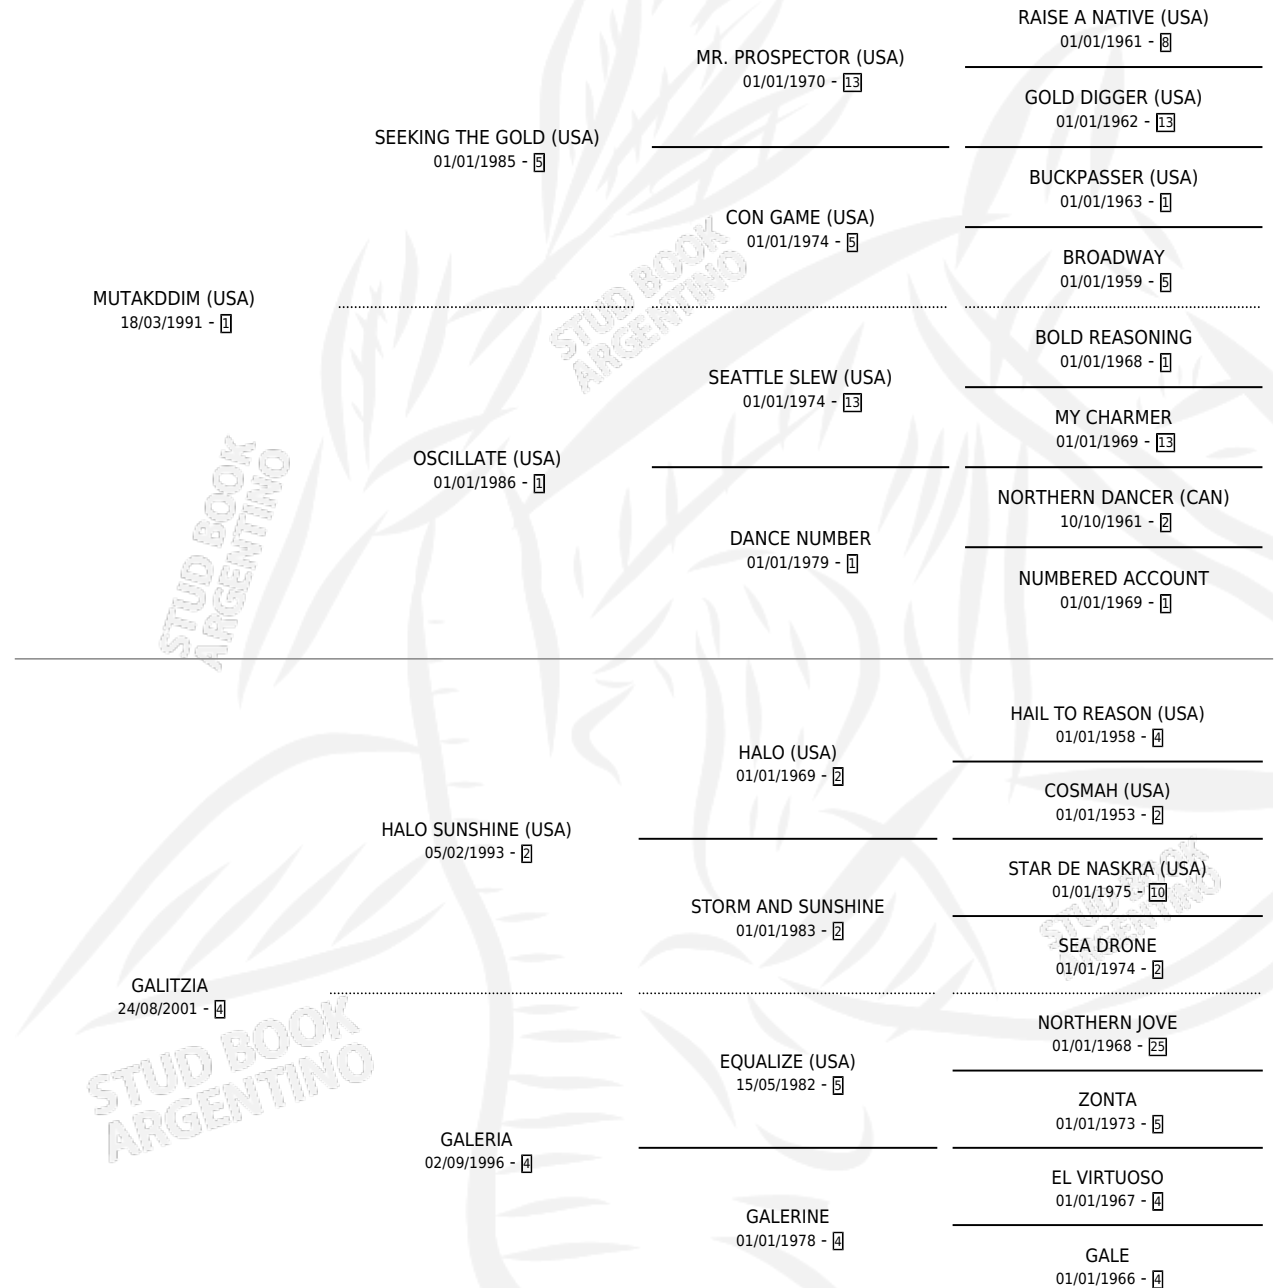 RAISE A NATIVE (USA)
01/01/1961 - 8
MR. PROSPECTOR (USA)
01/01/1970 - 13
GOLD DIGGER (USA)
01/01/1962 - 13
SEEKING THE GOLD (USA)
01/01/1985 - 5
BUCKPASSER (USA)
01/01/1963 - 1
CON GAME (USA)
01/01/1974 - 5
BROADWAY
01/01/1959 - 5
MUTAKDDIM (USA)
18/03/1991 - 1
BOLD REASONING
01/01/1968 - 1
SEATTLE SLEW (USA)
01/01/1974 - 13
MY CHARMER
01/01/1969 - 13
OSCILLATE (USA)
01/01/1986 - 1
NORTHERN DANCER (CAN)
10/10/1961 - 2
DANCE NUMBER
01/01/1979 - 1
NUMBERED ACCOUNT
01/01/1969 - 1
STUD BOOK
ARGENTINO
STUD BOOK
ARGENTINO
HAIL TO REASON (USA)
01/01/1958 - 4
HALO (USA)
01/01/1969 - 2
COSMAH (USA)
01/01/1953 - 2
HALO SUNSHINE (USA)
05/02/1993 - 2
STAR DE NASKRA (USA)
01/01/1975 - 10
STORM AND SUNSHINE
01/01/1983 - 2
SEA DRONE
01/01/1974 - 2
STUD BOOK
ARGENTINO
GALITZIA
24/08/2001 - 4
NORTHERN JOVE
01/01/1968 - 25
EQUALIZE (USA)
15/05/1982 - 5
ZONTA
01/01/1973 - 5
GALERIA
02/09/1996 - 4
EL VIRTUOSO
01/01/1967 - 4
GALERINE
01/01/1978 - 4
GALE
01/01/1966 - 4
STUD BOOK
ARGENTINO